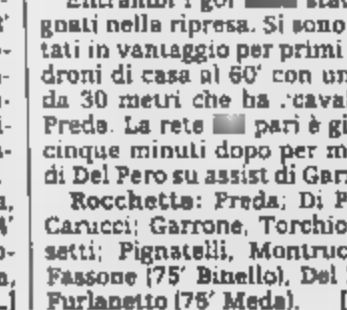 Entrambi i gol
gnati nella ripresa. Si sono
tati in vantaggio per primi
droni di casa al 60' con un
da 30 metri che ha .'caval
Preda. La rete pari è gi
cinque minuti dopo per m
di Del Pero su assist di Gar
Rocchetta: Preda; Di P
Carucci; Garrone, Torchio
setti; Pignatelli, Montruc
Fassone (75' Binello), Del
Furlanetto (75' Meda).